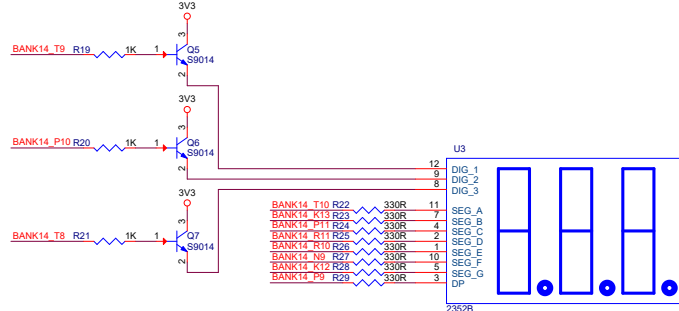 3V3
BANK14_T9 R19 1K 1 3 Q5
S9014
2
3V3
BANK14_P10 R20 1K 1 3 Q6
S9014
2
3V3
BANK14_T8 R21 1K 1 3 Q7
S9014
2
U3
12 DIG_1
9 DIG_2
8 DIG_3
BANK14_T10 R22 330R 11 SEG_A
BANK14_K13 R23 330R 7 SEG_B
BANK14_P11 R24 330R 4 SEG_C
BANK14_R11 R25 330R 2 SEG_D
BANK14_R10 R26 330R 1 SEG_E
BANK14_N9 R27 330R 10 SEG_F
BANK14_K12 R28 330R 5 SEG_G
BANK14_P9 R29 330R 3 DP
2352B